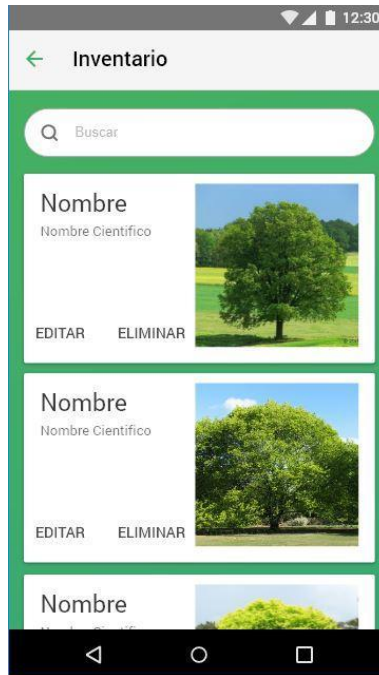 12:30
Inventario
Buscar
Nombre
Nombre Cientifico
EDITAR ELIMINAR
Nombre
Nombre Cientifico
EDITAR ELIMINAR
Nombre